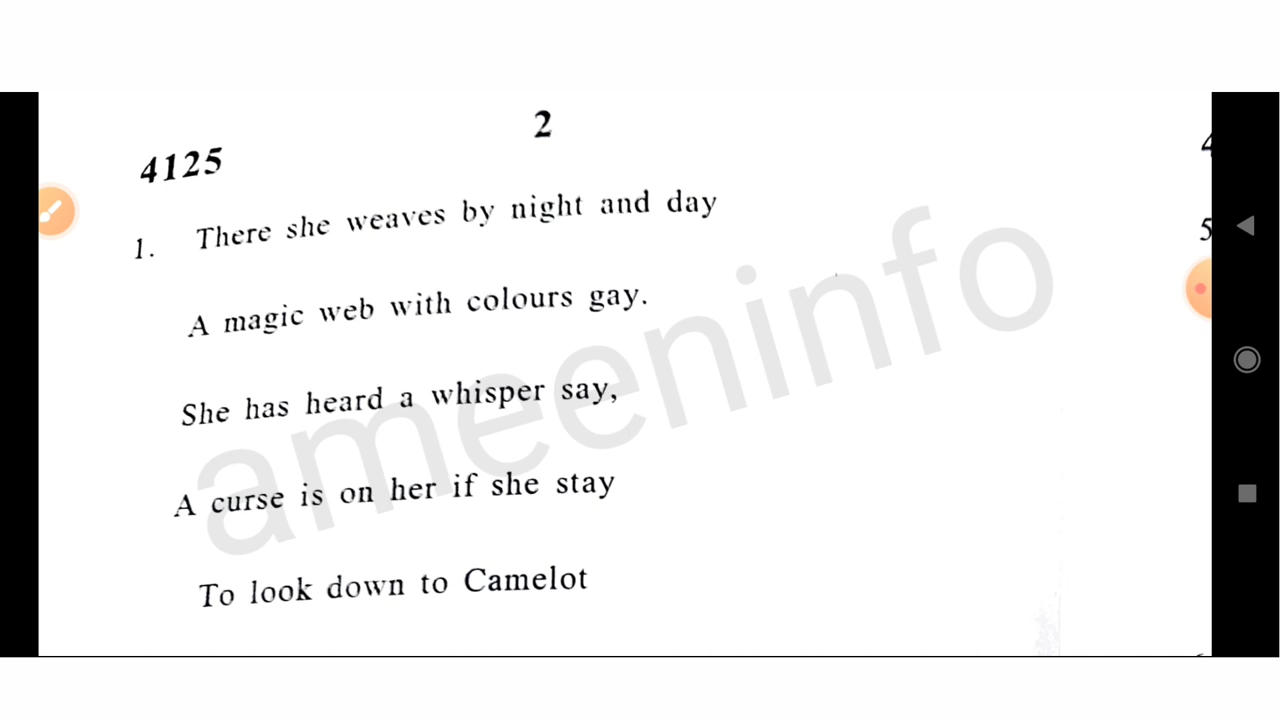 2
4125
1. There she weaves by night and day
A magic web with colours gay.
She has heard a whisper say,
A curse is on her if she stay
To look down to Camelot
ameeninfo
5